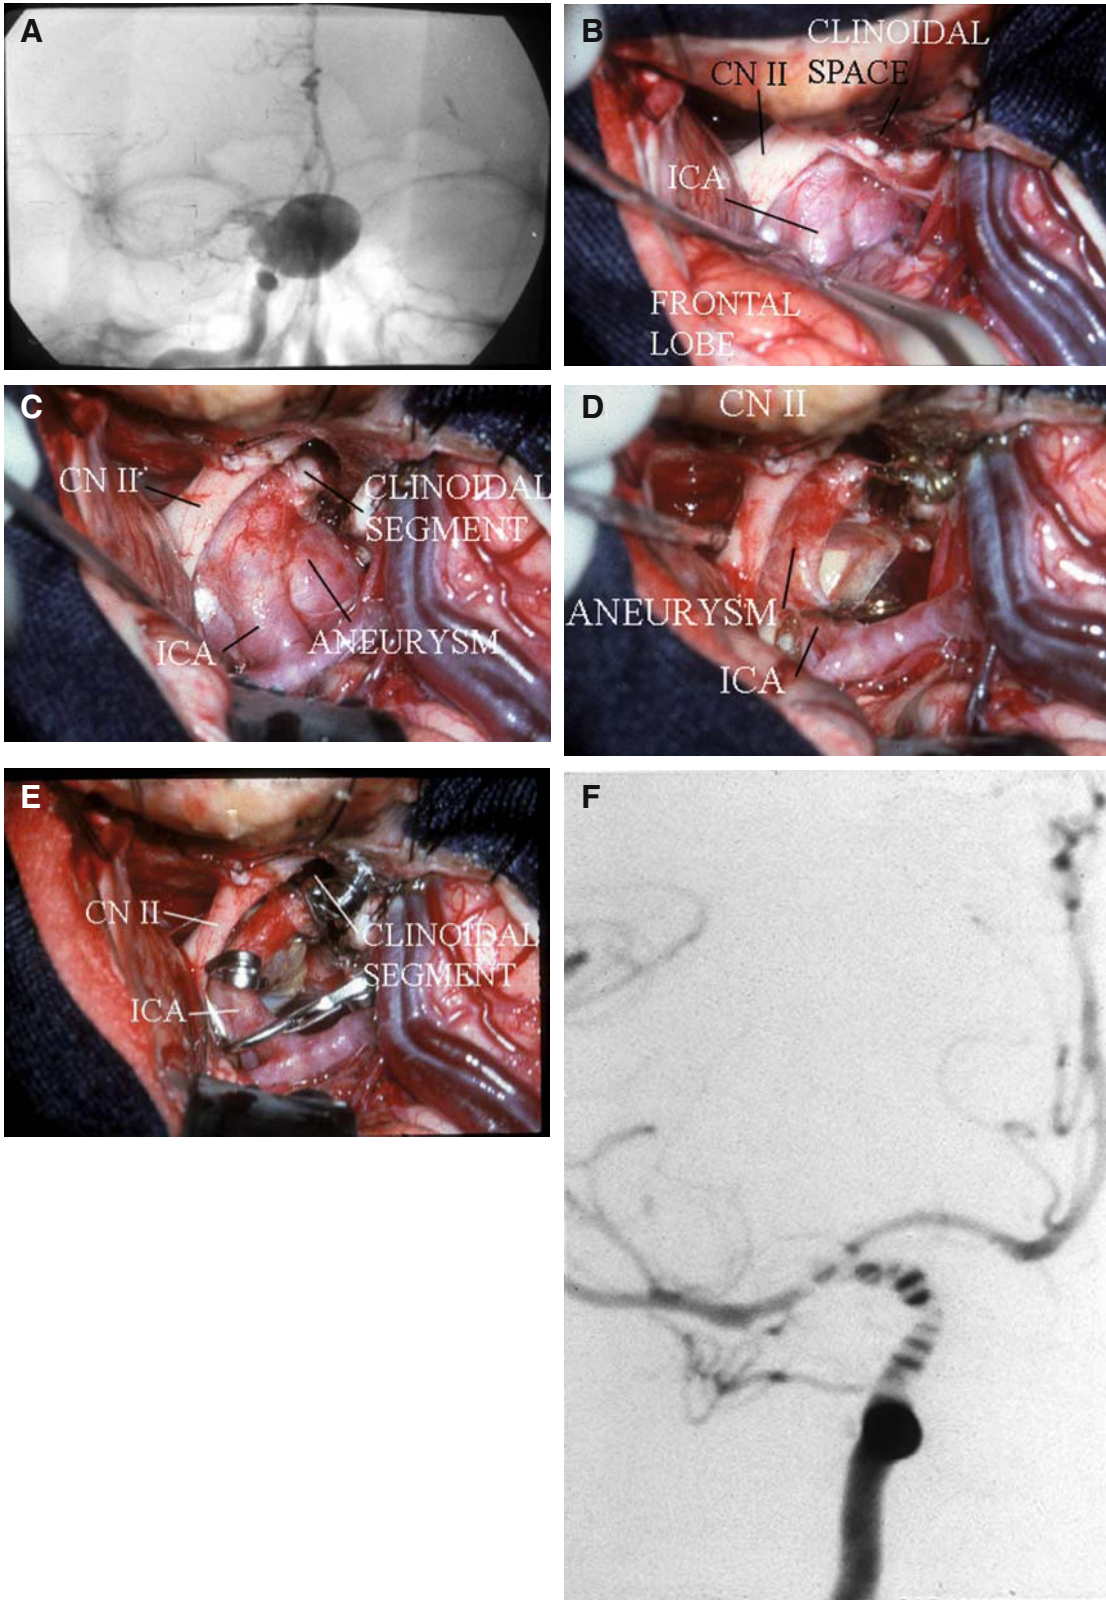 A
B
CLINOIDAL
CN II SPACE
ICA
FRONTAL
LOBE
C
CN II
CLINOIDAL
SEGMENT
ICA
ANEURYSM
D
CN II
ANEURYSM
ICA
E
CN II
CLINOIDAL
SEGMENT
ICA
F